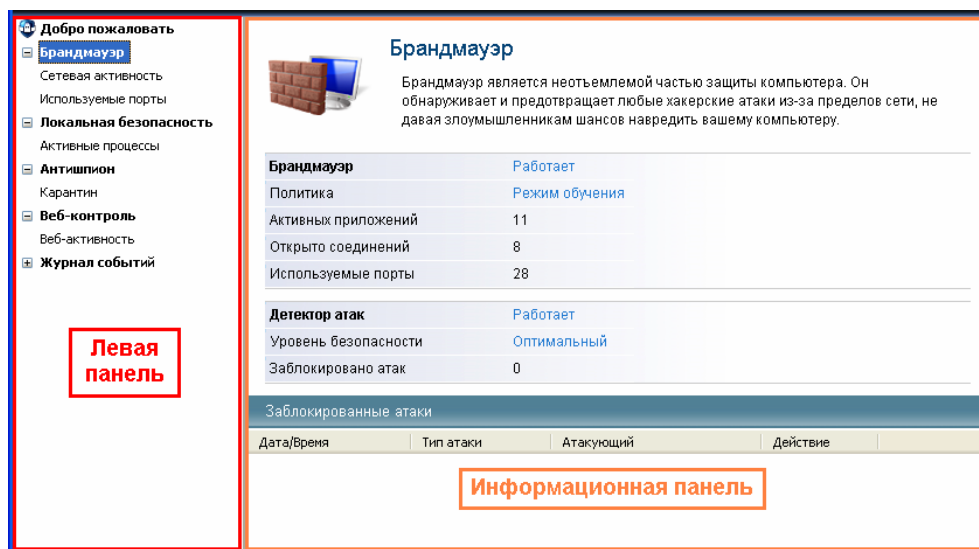 Добро пожаловать
Брандмауэр
Сетевая активность
Используемые порты
Локальная безопасность
Активные процессы
Антишпион
Карантин
Веб-контроль
Веб-активность
Журнал событий
Левая
панель
Брандмауэр
Брандмауэр является неотъемлемой частью защиты компьютера. Он
обнаруживает и предотвращает любые хакерские атаки из-за пределов сети, не
давая злоумышленникам шансов навредить вашему компьютеру.
Брандмауэр Работает
Политика Режим обучения
Активных приложений 11
Открыто соединений 8
Используемые порты 28
Детектор атак Работает
Уровень безопасности Оптимальный
Заблокировано атак 0
Заблокированные атаки
Дата/Время Тип атаки Атакующий Действие
Информационная панель